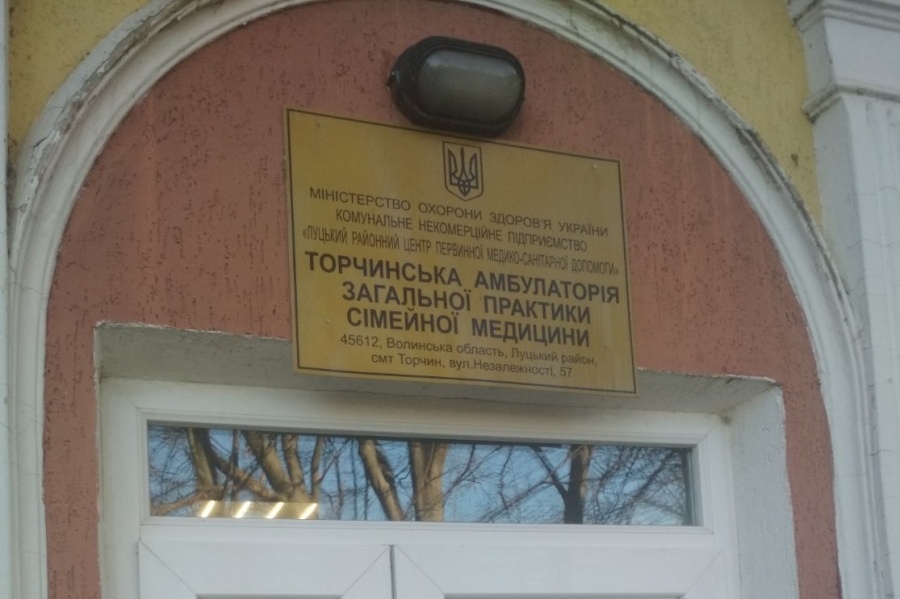 МІНІСТЕРСТВО ОХОРОНИ ЗДОРОВ'Я УКРАЇНИ
КОМУНАЛЬНЕ НЕКОМЕРЦІЙНЕ ПІДПРИЄМСТВО
«ЛУЦЬКИЙ РАЙОННИЙ ЦЕНТР ПЕРВИННОЇ МЕДИКО-САНІТАРНОЇ ДОПОМОГИ»
ТОРЧИНСЬКА АМБУЛАТОРІЯ
ЗАГАЛЬНОЇ ПРАКТИКИ
СІМЕЙНОЇ МЕДИЦИНИ
45612, Волинська область, Луцький район,
смт Торчин, вул.Незалежності, 57